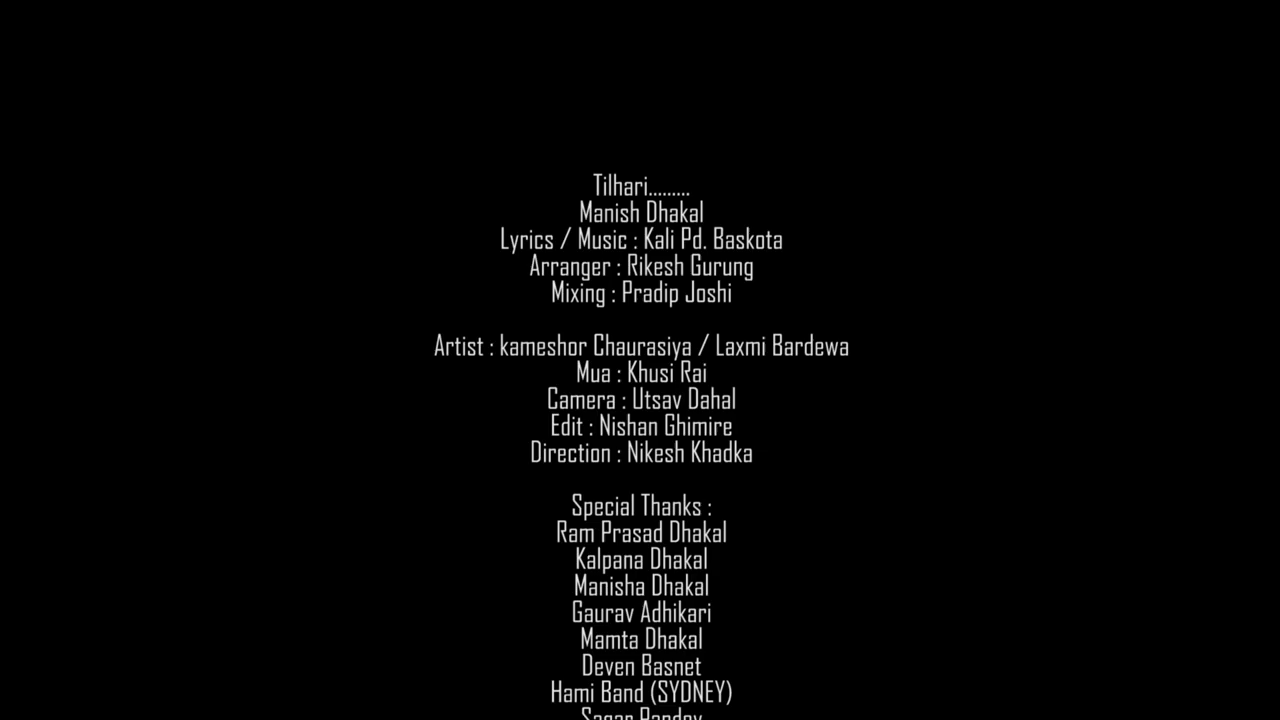 Tilhari.........
Manish Dhakal
Lyrics / Music : Kali Pd. Baskota
Arranger : Rikesh Gurung
Mixing : Pradip Joshi
Artist : kameshor Chaurasiya / Laxmi Bardewa
Mua : Khusi Rai
Camera : Utsav Dahal
Edit : Nishan Ghimire
Direction : Nikesh Khadka
Special Thanks :
Ram Prasad Dhakal
Kalpana Dhakal
Manisha Dhakal
Gaurav Adhikari
Mamta Dhakal
Deven Basnet
Hami Band (SYDNEY)